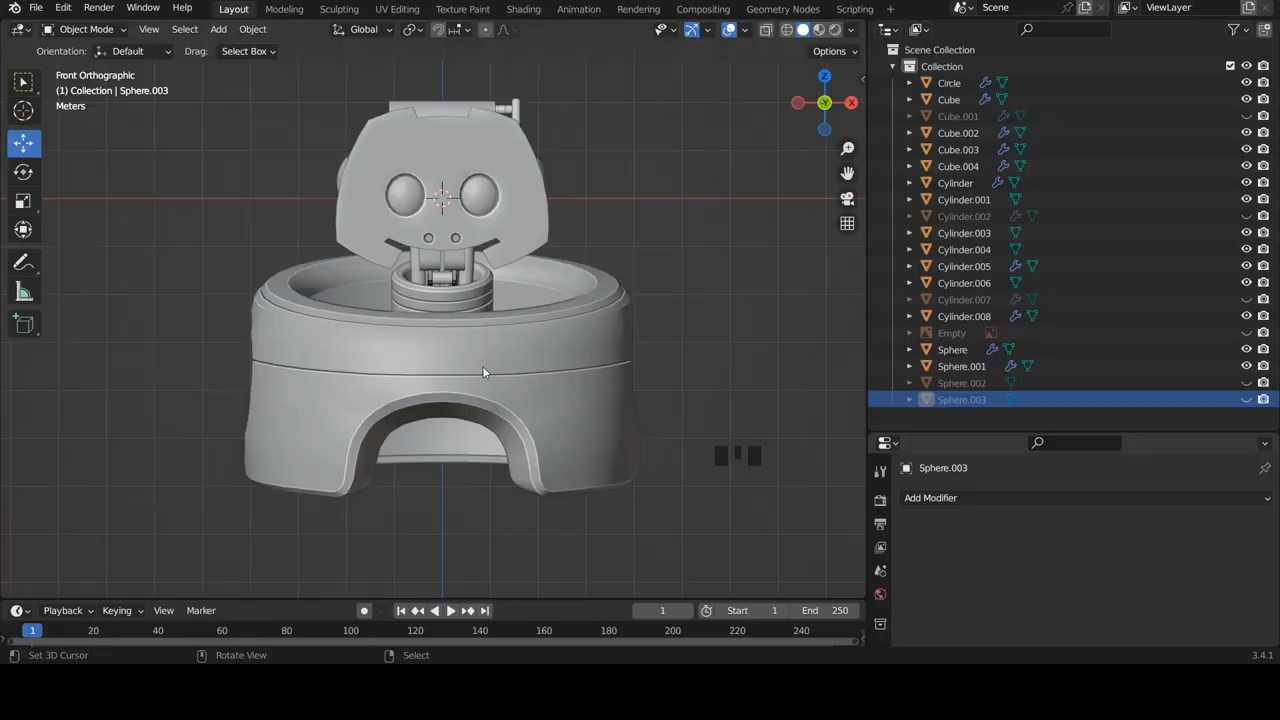 File Edit Render Window Help Layout Modeling Sculpting UV Editing Texture Paint Shading Animation Rendering Compositing Geometry Nodes Scripting Scene ViewLayer
Object Mode View Select Add Object Global
Orientation: Default Drag: Select Box Options
Front Orthographic
(1) Collection | Sphere.003
Meters
Z
X
-Y
Scene Collection
Collection
Circle
Cube
Cube.001
Cube.002
Cube.003
Cube.004
Cylinder
Cylinder.001
Cylinder.002
Cylinder.003
Cylinder.004
Cylinder.005
Cylinder.006
Cylinder.007
Cylinder.008
Empty
Sphere
Sphere.001
Sphere.002
Sphere.003
Sphere.003
Add Modifier
Playback Keying View Marker 1 Start 1 End 250
1 20 40 60 80 100 120 140 160 180 200 220 240
Set 3D Cursor Rotate View Select 3.4.1